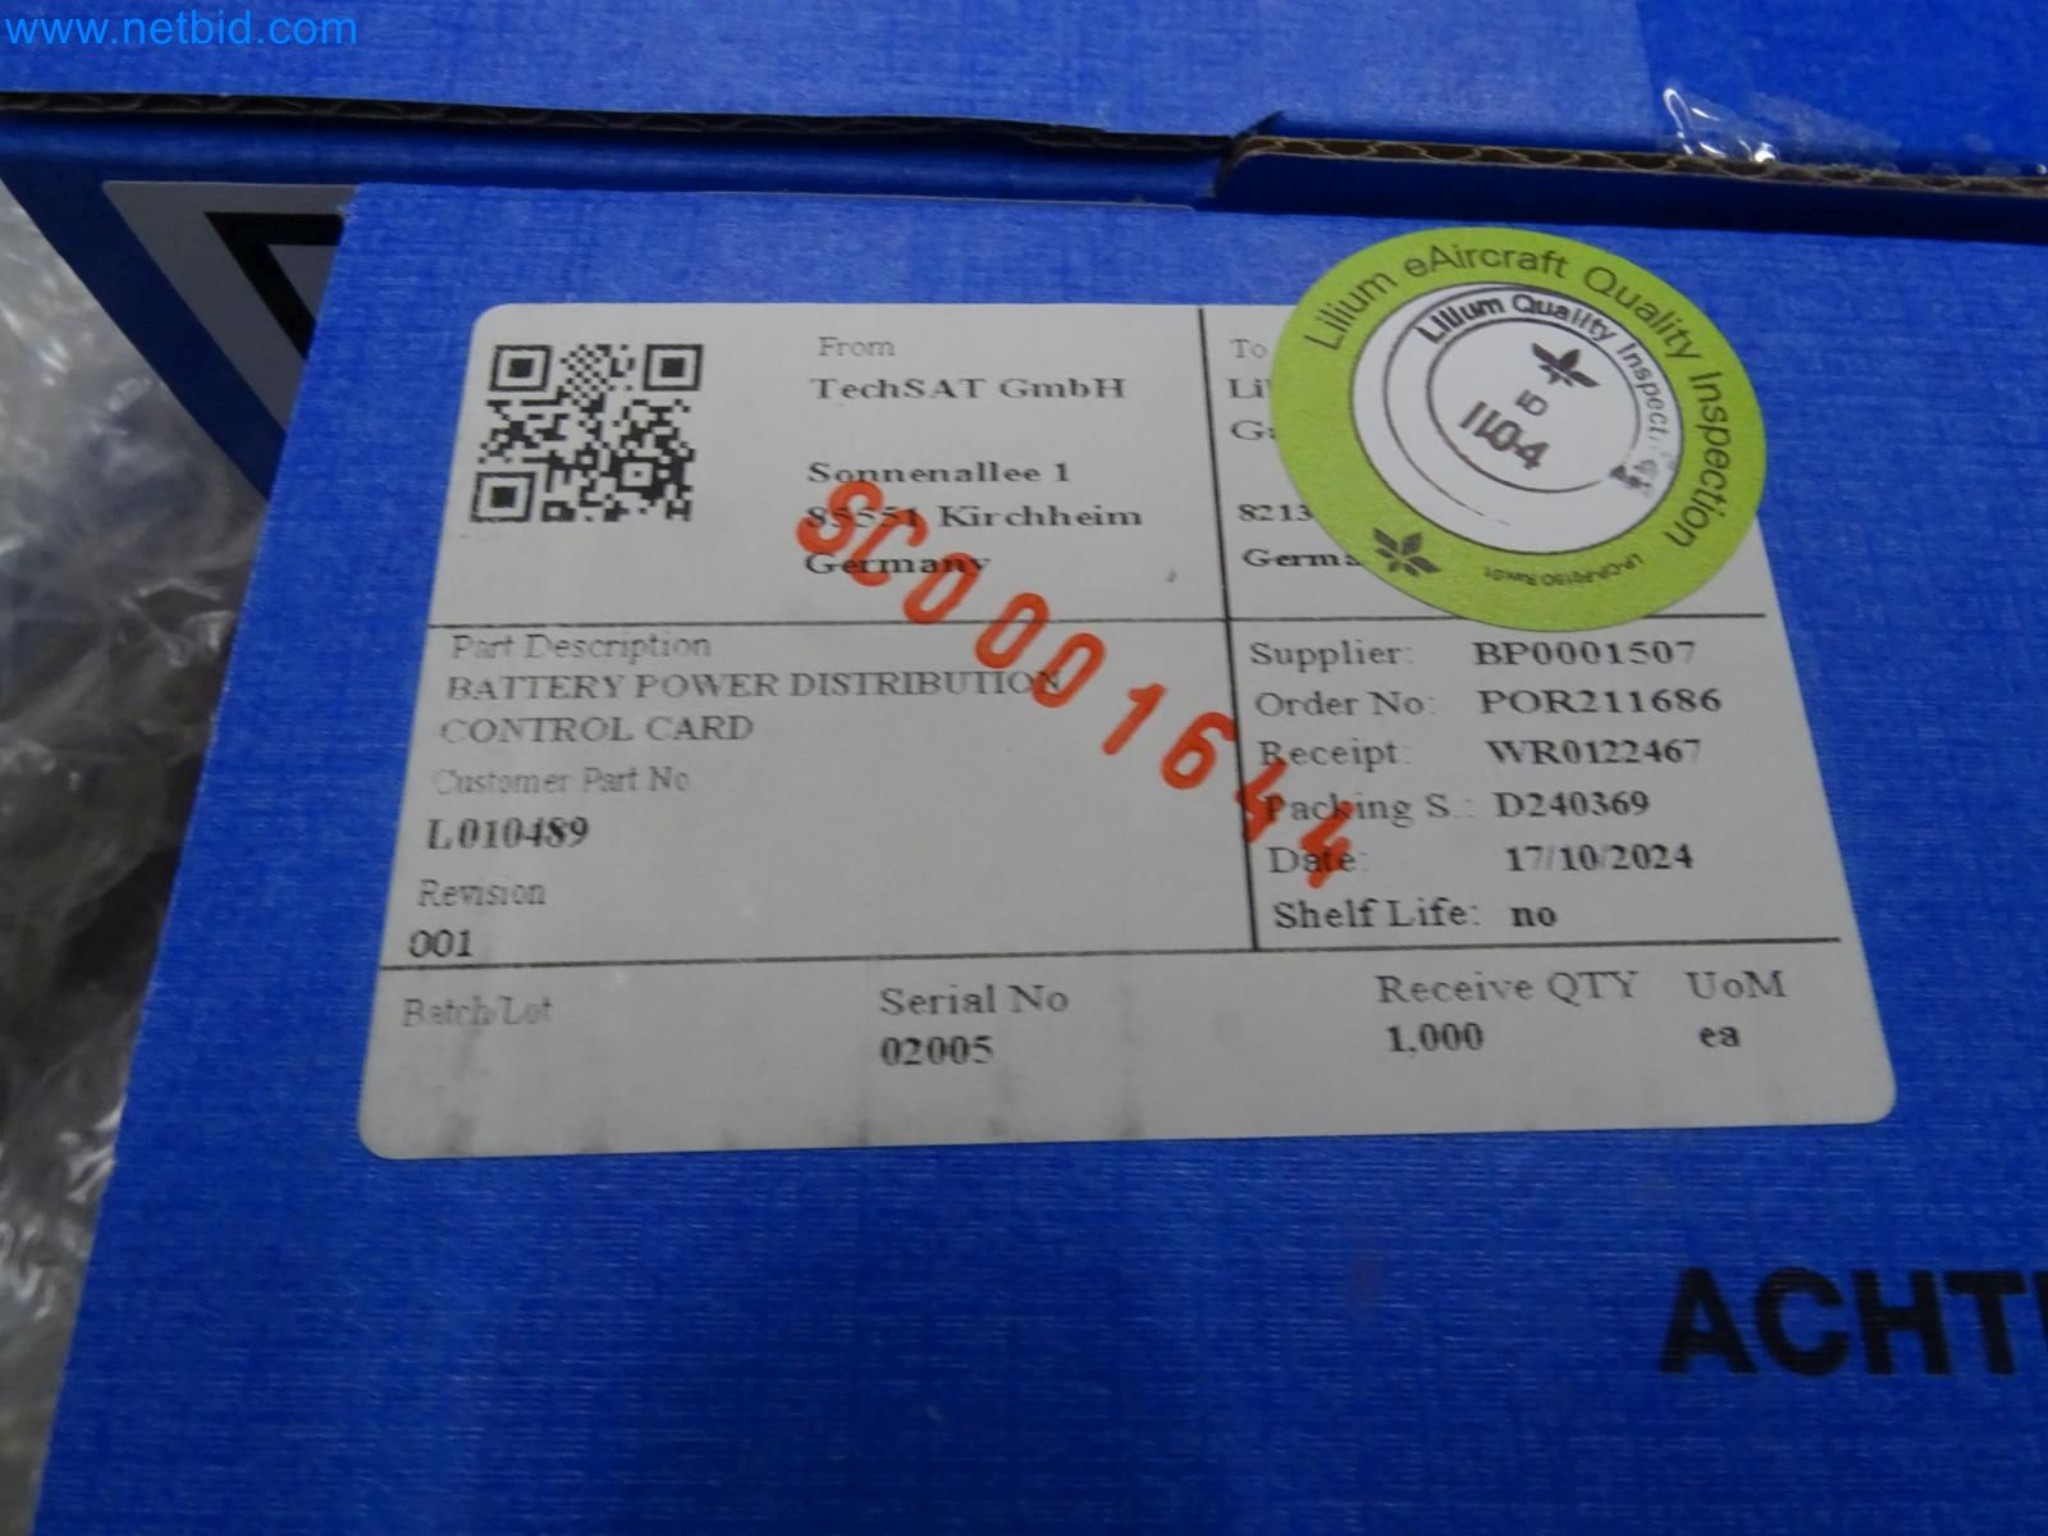 www.netbid.com
From
TechSAT GmbH
Sonnenallee 1
85551 Kirchheim
Germany
To
Lilium eAircraft Quality Inspection
Lilium Quality Inspect
8213
Germa
SC0001644
Part Description
BATTERY POWER DISTRIBUTION
CONTROL CARD
Customer Part No.
L010489
Revision
001
Supplier: BP0001507
Order No: POR211686
Receipt: WR0122467
Packing S.: D240369
Date: 17/10/2024
Shelf Life: no
Batch/Lot
Serial No
02005
Receive QTY
1,000
UoM
ea
ACHT